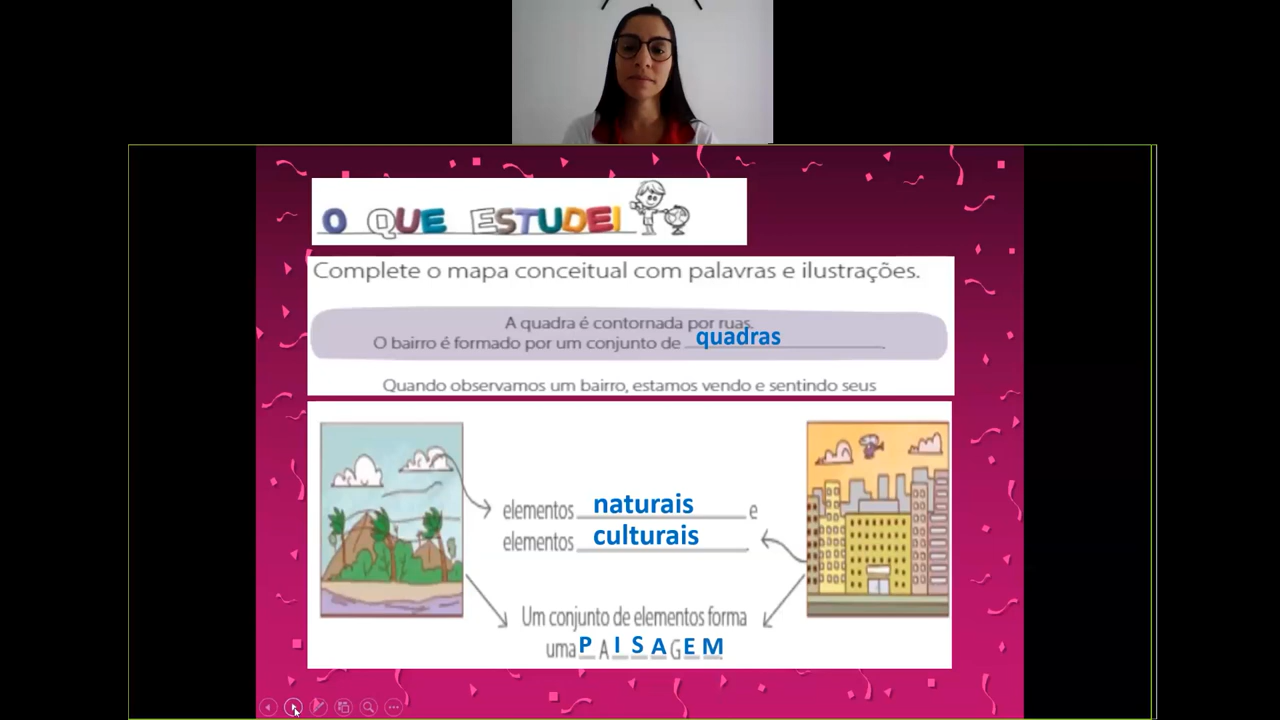 O QUE ESTUDEI
Complete o mapa conceitual com palavras e ilustrações.
A quadra é contornada por ruas.
O bairro é formado por um conjunto de quadras.
Quando observamos um bairro, estamos vendo e sentindo seus
elementos naturais e
elementos culturais.
Um conjunto de elementos forma
uma PAISAGEM.